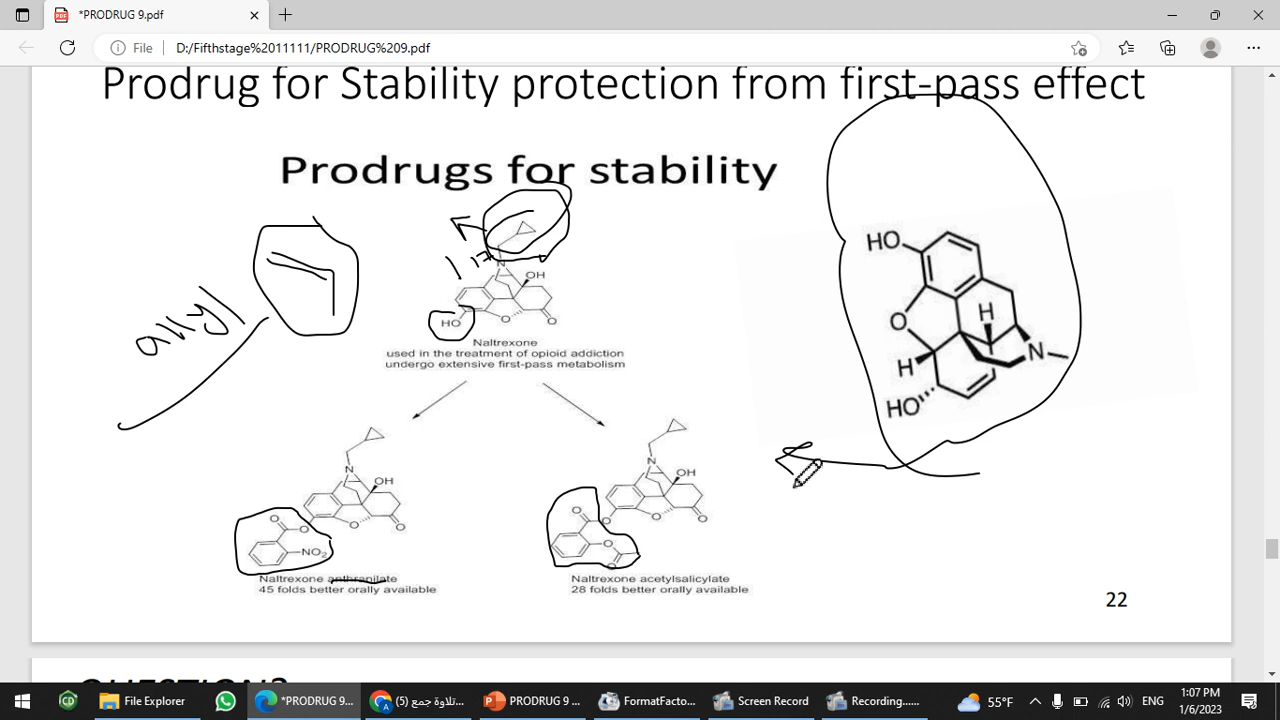 *PRODRUG 9.pdf
File
D:/Fifthstage%2011111/PRODRUG%209.pdf
Prodrug for Stability protection from first-pass effect
Prodrugs for stability
allyl
N
OH
HO
O
O
Naltrexone
used in the treatment of opioid addiction
undergo extensive first-pass metabolism
HO
O
H
H
N
HO
N
OH
O
O
O
O
NO2
Naltrexone anthranilate
45 folds better orally available
N
OH
O
O
O
O
O
O
Naltrexone acetylsalicylate
28 folds better orally available
22
QUESTION?
File Explorer
*PRODRUG 9...
(5) تلاوة جمع...
PRODRUG 9 ...
FormatFacto...
Screen Record
Recording......
55°F
ENG
1:07 PM
1/6/2023